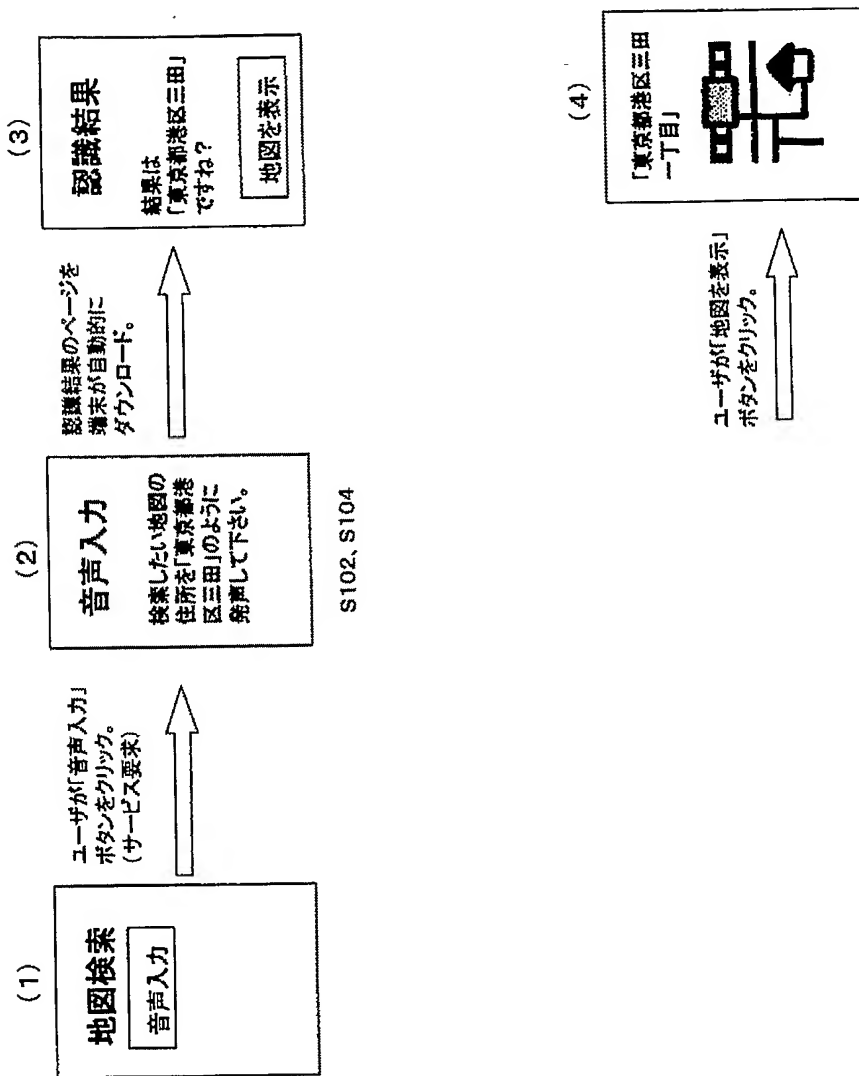 (1)
地図検索
音声入力
ユーザが「音声入力」
ボタンをクリック。
(サービス要求)
(2)
音声入力
検索したい地図の
住所を「東京都港
区三田」のように
発声して下さい。
S102、S104
認識結果のページを
端末が自動的に
ダウンロード。
(3)
認識結果
結果は
「東京都港区三田」
ですね?
地図を表示
ユーザが「地図を表示」
ボタンをクリック。
(4)
「東京都港区三田
一丁目」